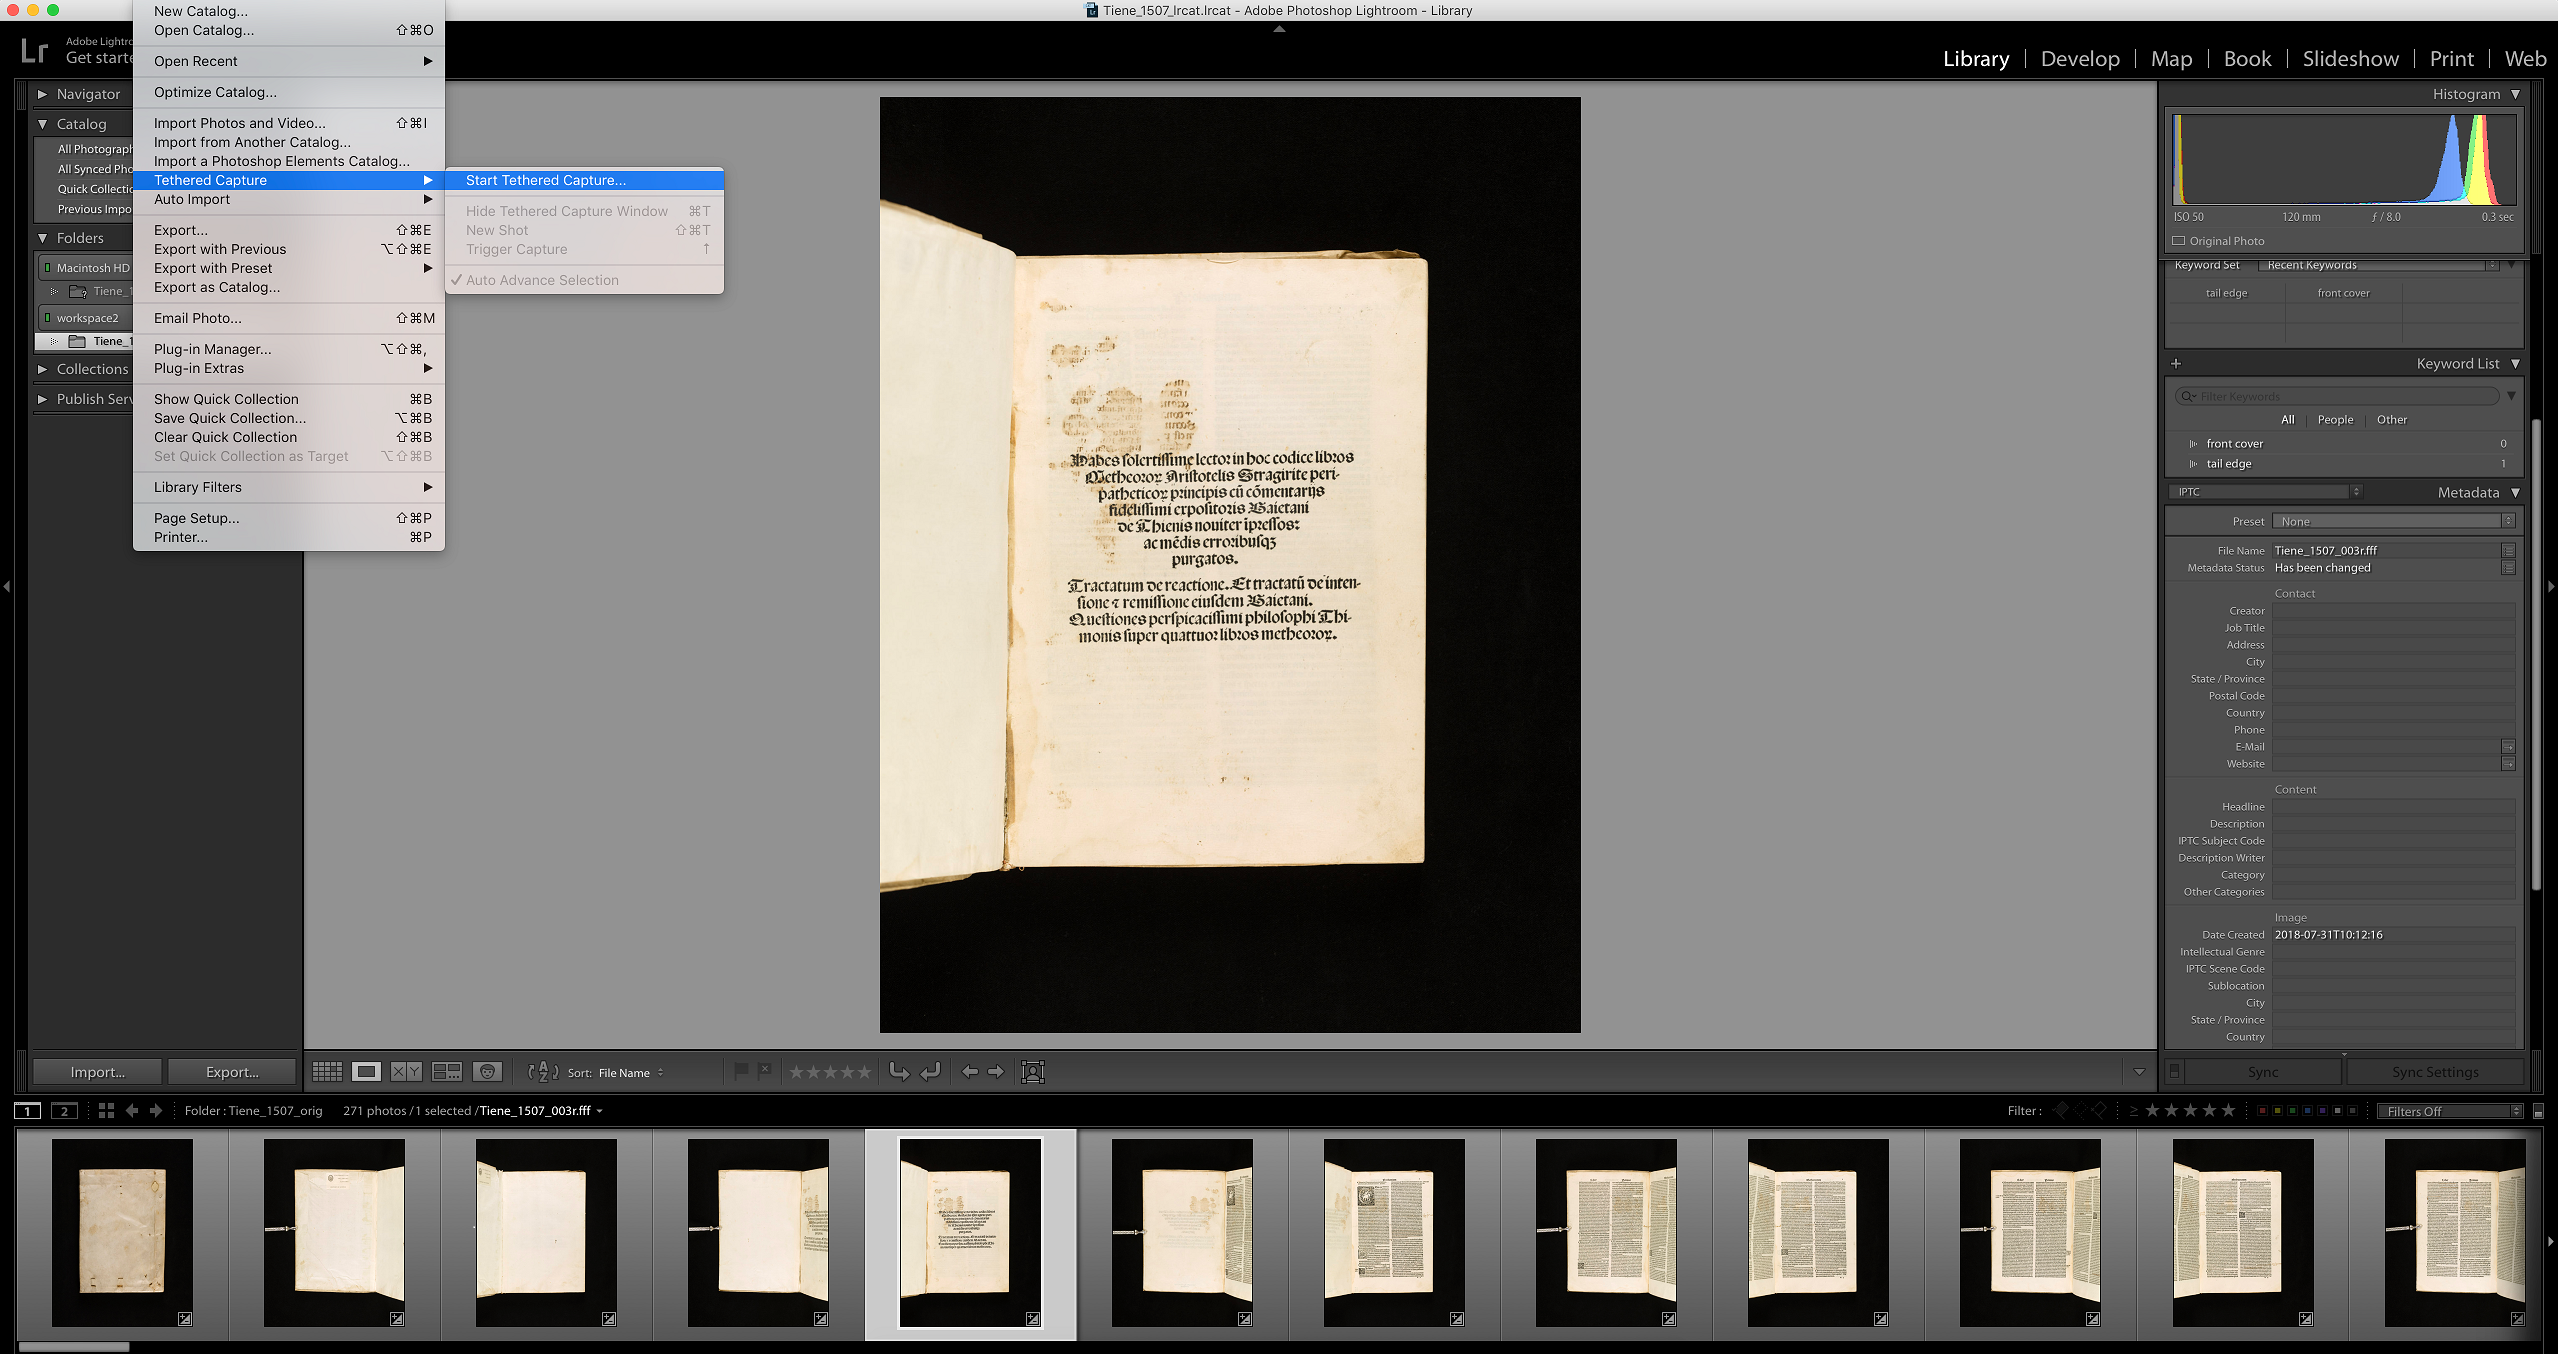 Tiene_1507_lrcat.lrcat - Adobe Photoshop Lightroom - Library
Lr
Adobe Lightro
Get starte
Library | Develop | Map | Book | Slideshow | Print | Web
New Catalog...
Open Catalog... ⇧⌘O
Open Recent
Optimize Catalog...
Import Photos and Video... ⇧⌘I
Import from Another Catalog...
Import a Photoshop Elements Catalog...
Tethered Capture
Auto Import
Export... ⇧⌘E
Export with Previous ⌥⇧⌘E
Export with Preset
Export as Catalog...
Email Photo... ⇧⌘M
Plug-in Manager... ⌥⇧⌘,
Plug-in Extras
Show Quick Collection ⌘B
Save Quick Collection... ⌥⌘B
Clear Quick Collection ⇧⌘B
Set Quick Collection as Target ⌥⇧⌘B
Library Filters
Page Setup... ⇧⌘P
Printer... ⌘P
Start Tethered Capture...
Hide Tethered Capture Window ⌘T
New Shot ⇧⌘T
Trigger Capture ↑
✓ Auto Advance Selection
Navigator
Catalog
All Photograph
All Synced Pho
Quick Collectio
Previous Impo
Folders
Macintosh HD
Tiene_1
workspace2
Tiene_1
Collections
Publish Serv
Habes solertissime lector in hoc codice libros
Metheoroꝝ Aristotelis Stragirite peri-
patheticoꝝ principis cū cōmentarijs
fidelissimi expositoris Gaietani
de Thienis nouiter ipressos:
ac mēdis erroribusqꝫ
purgatos.
Tractatum de reactione. Et tractatū de inten-
sione ⁊ remissione eiusdem Gaietani.
Questiones perspicacissimi philosophi Thi-
monis super quattuor libros metheoroꝝ.
Histogram
ISO 50 120 mm ƒ / 8.0 0.3 sec
Original Photo
Keyword Set Recent Keywords
tail edge front cover
+ Keyword List
Filter Keywords
All | People | Other
front cover 0
tail edge 1
IPTC Metadata
Preset None
File Name Tiene_1507_003r.fff
Metadata Status Has been changed
Contact
Creator
Job Title
Address
City
State / Province
Postal Code
Country
Phone
E-Mail
Website
Content
Headline
Description
IPTC Subject Code
Description Writer
Category
Other Categories
Image
Date Created 2018-07-31T10:12:16
Intellectual Genre
IPTC Scene Code
Sublocation
City
State / Province
Country
Import... Export...
XY
Sort: File Name
Sync Sync Settings
1 2 Folder : Tiene_1507_orig 271 photos / 1 selected / Tiene_1507_003r.fff
Filter : ≥ ★★★★★ Filters Off